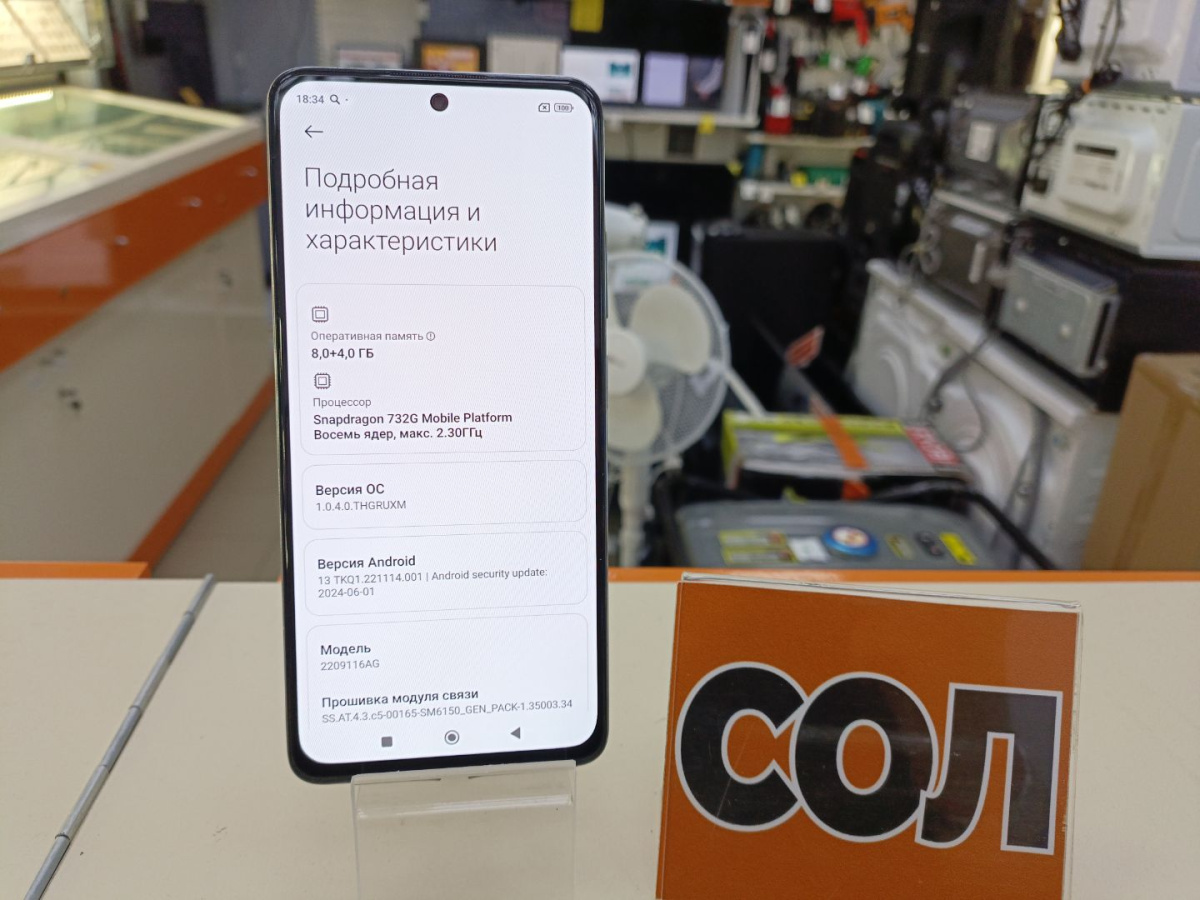 18:34
100
Подробная
информация и
характеристики
Оперативная память
8,0+4,0 ГБ
Процессор
Snapdragon 732G Mobile Platform
Восемь ядер, макс. 2.30ГГц
Версия ОС
1.0.4.0.THGRUXM
Версия Android
13 TKQ1.221114.001 | Android security update:
2024-06-01
Модель
2209116AG
Прошивка модуля связи
SS.AT.4.3.c5-00165-SM6150_GEN_PACK-1.35003.34
СОЛ